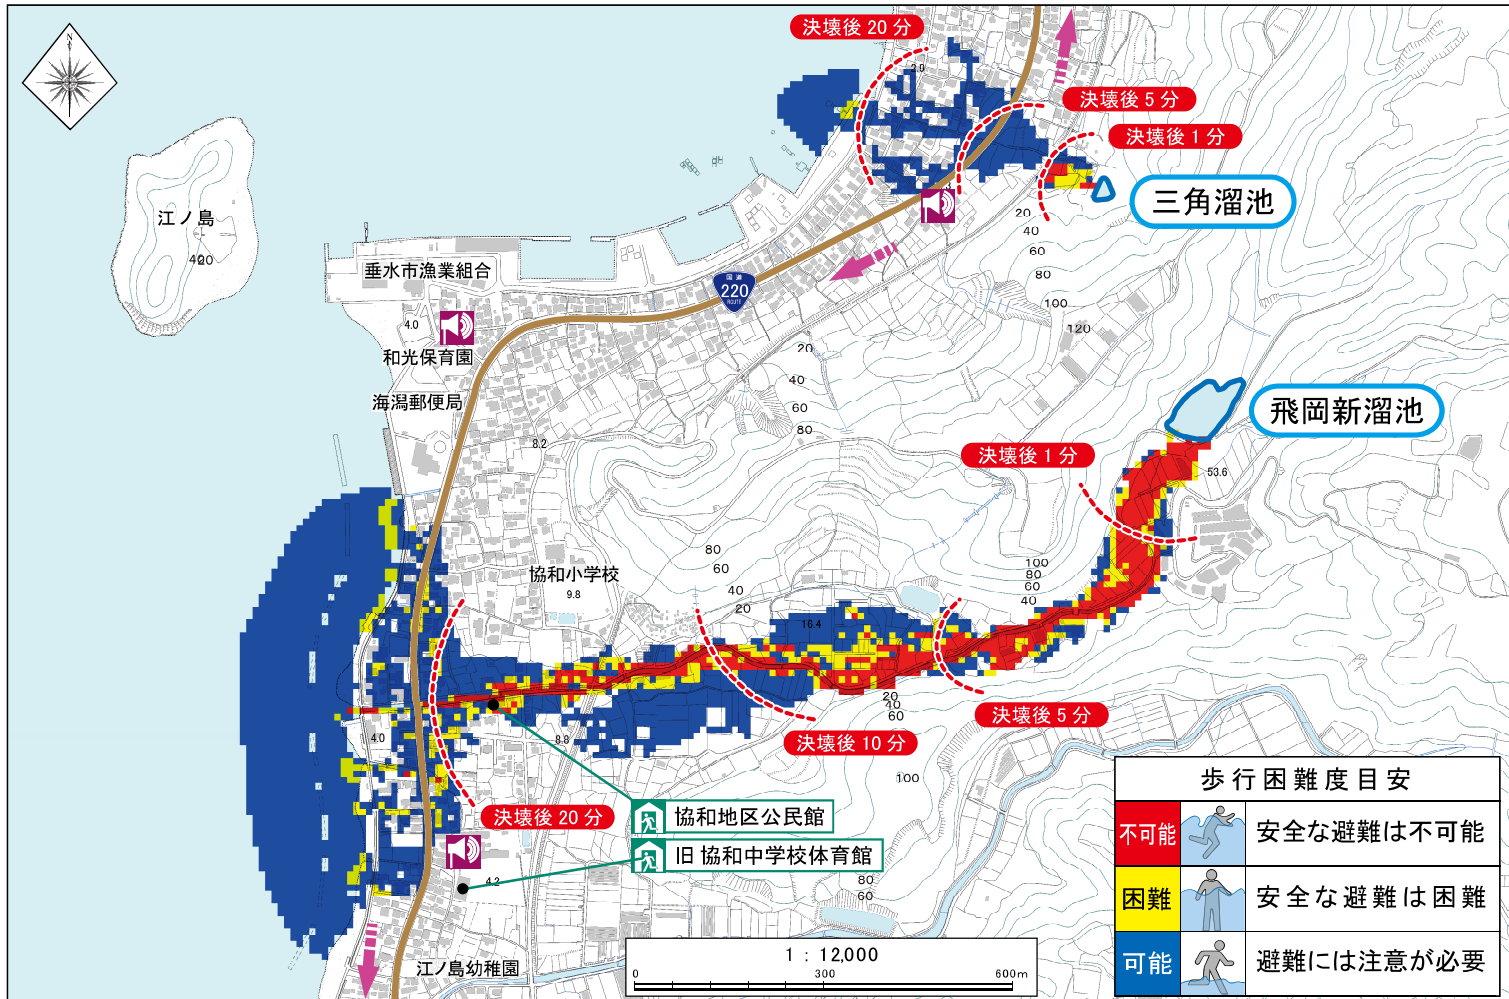 決壊後 20 分
2.0
決壊後 5 分
決壊後 1 分
三角溜池
N
江ノ島
20
40
60
80
100
120
垂水市漁業組合
国道
220
ROUTE
4.0
和光保育園
海潟郵便局
20
40
60
80
8.2
飛岡新溜池
決壊後 1 分
53.6
80
60
40
20
協和小学校
9.8
100
80
60
40
16.4
20
40
60
決壊後 5 分
決壊後 10 分
4.0
8.8
100
決壊後 20 分
協和地区公民館
旧 協和中学校体育館
4.2
80
60
江ノ島幼稚園
1 : 12,000
0 300 600m
歩行困難度目安
不可能 安全な避難は不可能
困難 安全な避難は困難
可能 避難には注意が必要